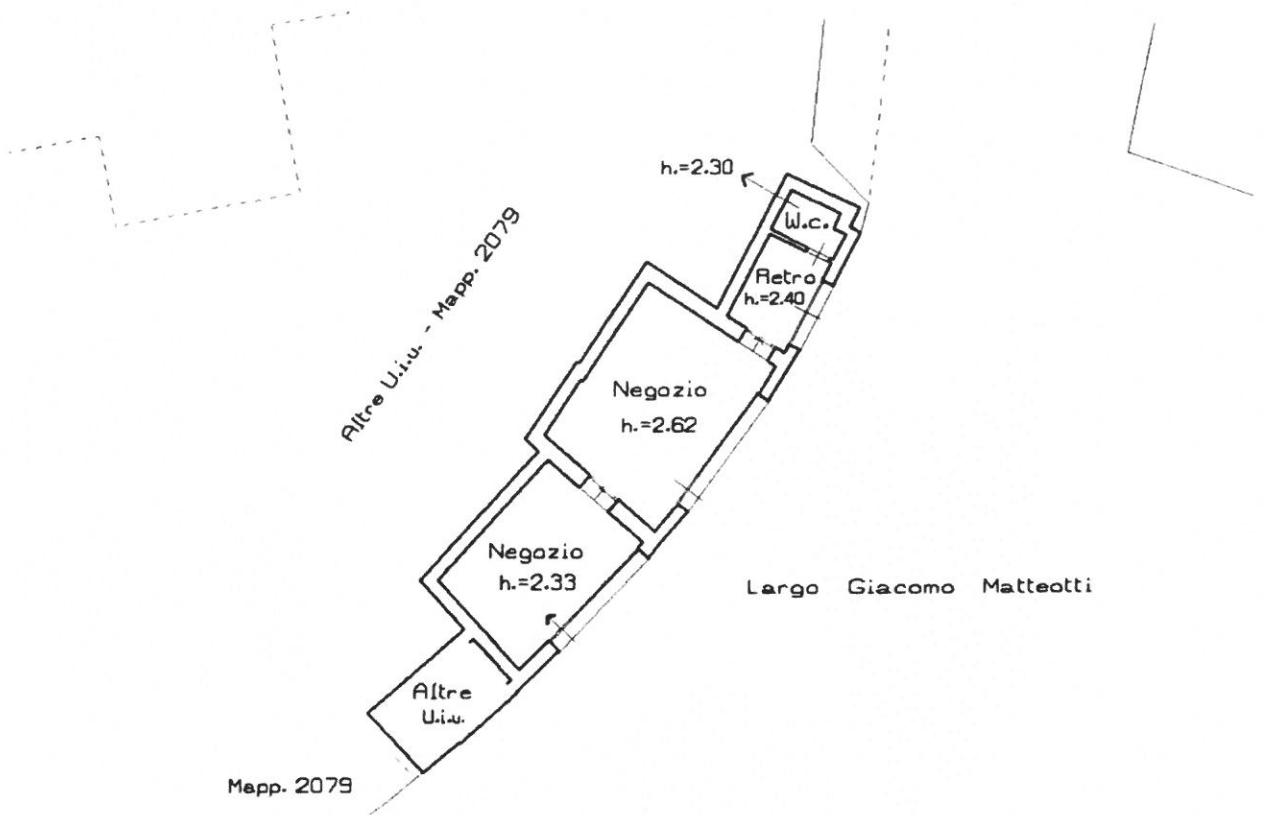 h.=2.30
W.c.
Retro
h.=2.40
Altre U.i.u. - Mapp. 2079
Negozio
h.=2.62
Negozio
h.=2.33
Largo Giacomo Matteotti
Altre
U.i.u.
Mapp. 2079